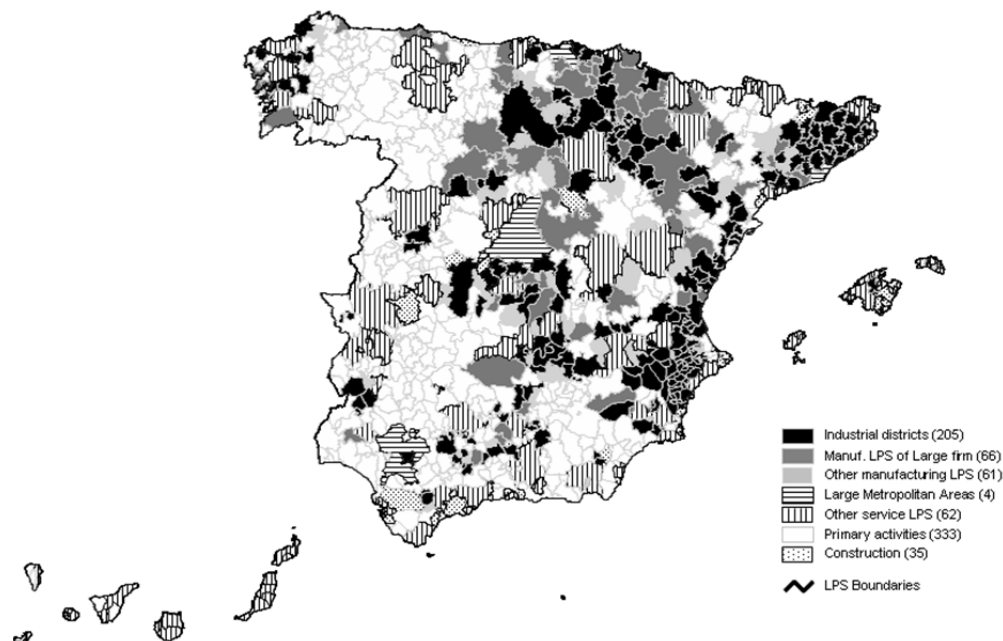 Industrial districts (205)
Manuf. LPS of Large firm (66)
Other manufacturing LPS (61)
Large Metropolitan Areas (4)
Other service LPS (62)
Primary activities (333)
Construction (35)
LPS Boundaries